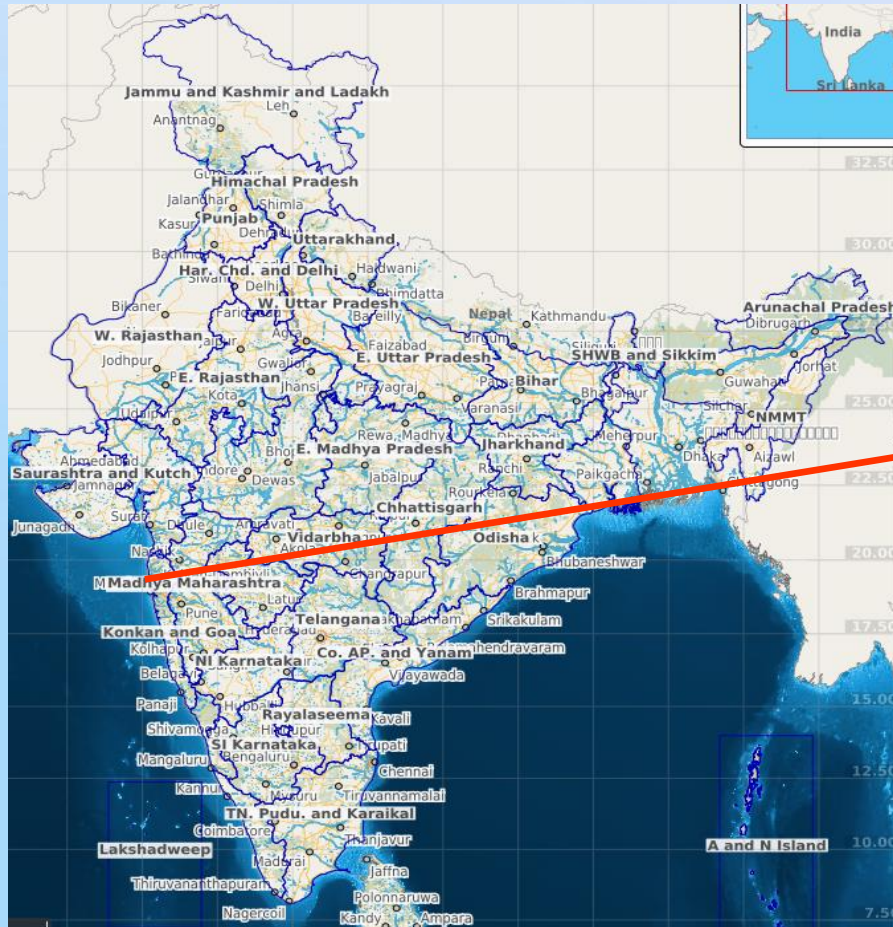 India
Sri Lanka
Jammu and Kashmir and Ladakh
Leh
Anantnag
32.50
Himachal Pradesh
Jalandhar
Shimla
Punjab
Kasur
Uttarakhand
30.00
Har. Chd. and Delhi
Haldwani
Delhi
Bhimdatta
Bikaner
W. Uttar Pradesh
Bareilly
Nepal
Kathmandu
Arunachal Pradesh
Dibrugarh
W. Rajasthan
Agra
Birgunj
Faizabad
SHWB and Sikkim
Jodhpur
Gwalior
E. Uttar Pradesh
Jorhat
E. Rajasthan
Jhansi
Prayagraj
Bihar
Guwahati
Kota
Bhagalpur
Varanasi
Silchar
25.00
Udaipur
NMMT
Rewa, Madhya
Ahmedabad
E. Madhya Pradesh
Jharkhand
Meherpur
Dhaka
Aizawl
Saurashtra and Kutch
Jamnagar
Dewas
Jabalpur
Ranchi
Paikgacha
22.50
Chittagong
Rourkela
Junagadh
Surat
Dhule
Amravati
Chhattisgarh
Akola
Vidarbha
Odisha
20.00
Bhubaneshwar
Chandrapur
Madhya Maharashtra
Brahmapur
Pune
Latur
Telangana
Srikakulam
Konkan and Goa
17.50
Kolhapur
NI Karnataka
Co. AP. and Yanam
Belagavi
Vijayawada
Panaji
Hubballi
15.00
Rayalaseema
Kavali
Shivamogga
SI Karnataka
Tirupati
Mangaluru
Bengaluru
Chennai
12.50
Kannur
Mysuru
Tiruvannamalai
TN. Pudu. and Karaikal
Coimbatore
Thanjavur
Lakshadweep
A and N Island
10.00
Madurai
Jaffna
Thiruvananthapuram
Polonnaruwa
Nagercoil
Kandy
Ampara
7.50